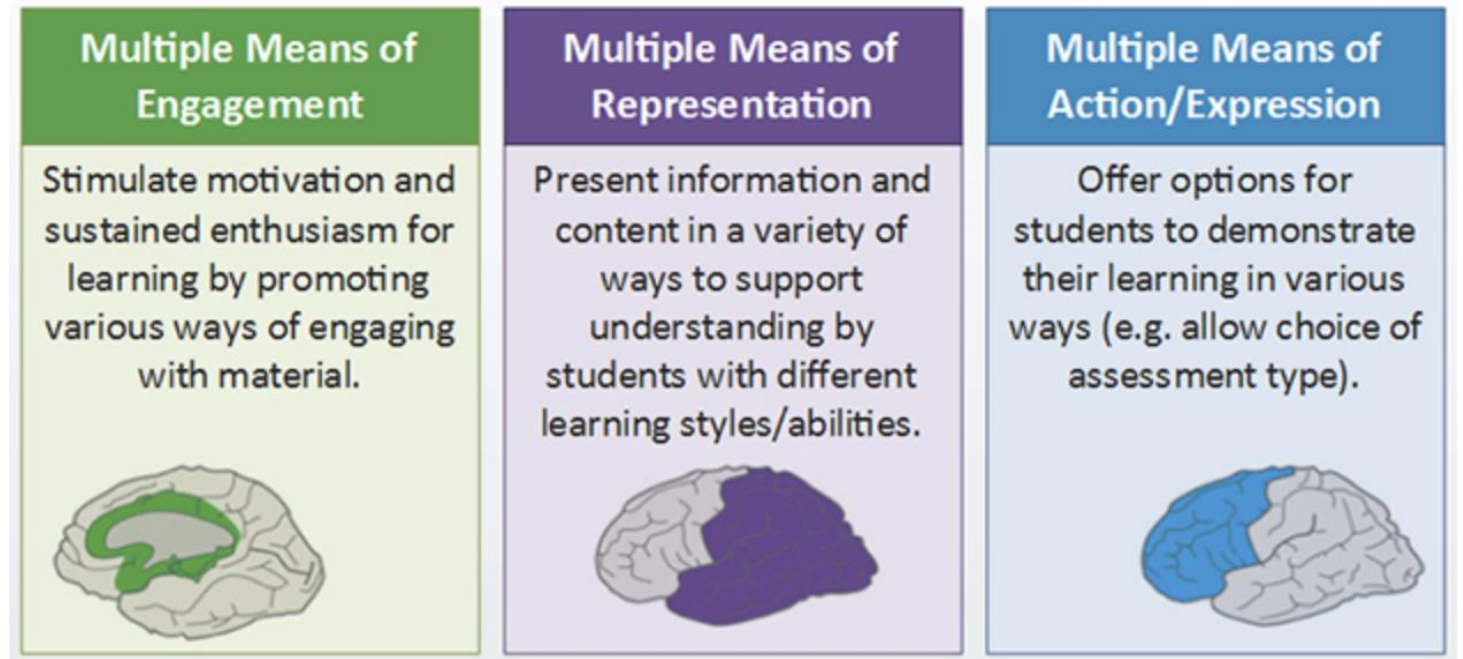 Multiple Means of
Engagement
Stimulate motivation and
sustained enthusiasm for
learning by promoting
various ways of engaging
with material.
Multiple Means of
Representation
Present information and
content in a variety of
ways to support
understanding by
students with different
learning styles/abilities.
Multiple Means of
Action/Expression
Offer options for
students to demonstrate
their learning in various
ways (e.g. allow choice of
assessment type).